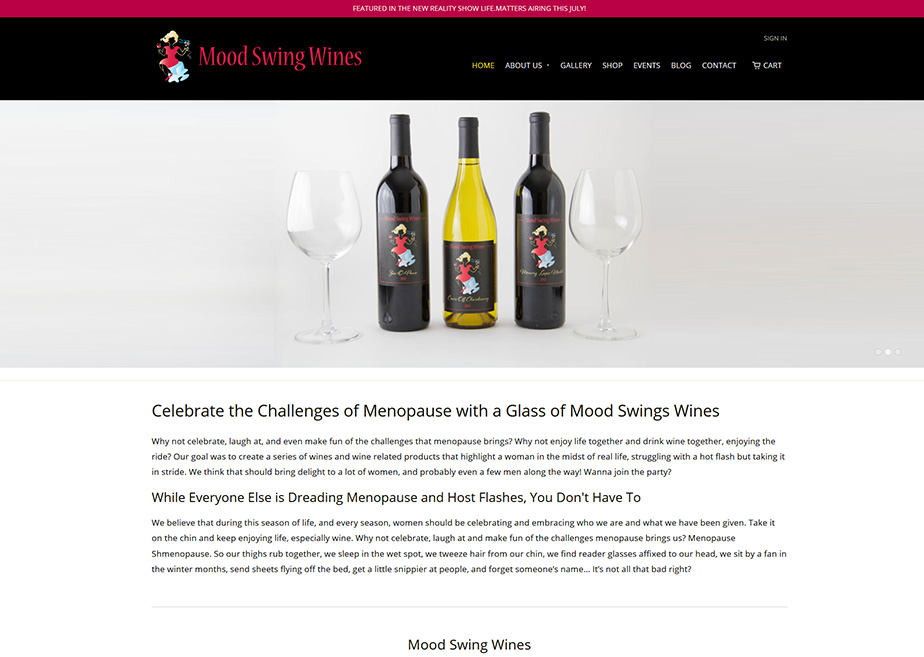 FEATURED IN THE NEW REALITY SHOW LIFE.MATTERS AIRING THIS JULY!
SIGN IN
Mood Swing Wines
HOME ABOUT US GALLERY SHOP EVENTS BLOG CONTACT CART
Mood Swing Wines
Mood Swing Wines
Mood Swing Wines
Celebrate the Challenges of Menopause with a Glass of Mood Swings Wines
Why not celebrate, laugh at, and even make fun of the challenges that menopause brings? Why not enjoy life together and drink wine together, enjoying the
ride? Our goal was to create a series of wines and wine related products that highlight a woman in the midst of real life, struggling with a hot flash but taking it
in stride. We think that should bring delight to a lot of women, and probably even a few men along the way! Wanna join the party?
While Everyone Else is Dreading Menopause and Host Flashes, You Don't Have To
We believe that during this season of life, and every season, women should be celebrating and embracing who we are and what we have been given. Take it
on the chin and keep enjoying life, especially wine. Why not celebrate, laugh at and make fun of the challenges menopause brings us? Menopause
Shmenopause. So our thighs rub together, we sleep in the wet spot, we tweeze hair from our chin, we find reader glasses affixed to our head, we sit by a fan in
the winter months, send sheets flying off the bed, get a little snippier at people, and forget someone's name... It's not all that bad right?
Mood Swing Wines